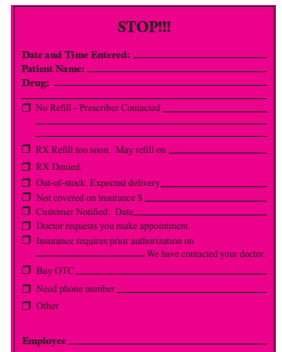 STOP!!!
Date and Time Entered:
Patient Name:
Drug:
No Refill - Prescriber Contacted
RX Refill too soon. May refill on
RX Denied
Out-of-stock. Expected delivery
Not covered on insurance $
Customer Notified: Date
Doctor requests you make appointment.
Insurance requires prior authorization on
We have contacted your doctor.
Buy OTC
Need phone number
Other
Employee